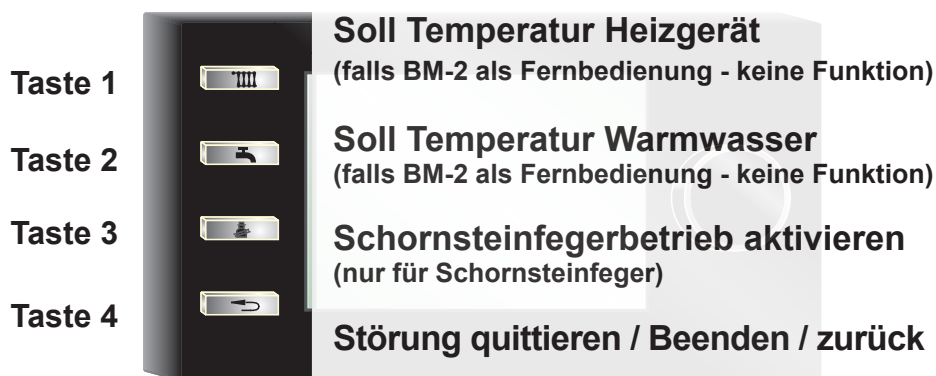 Taste 1
Soll Temperatur Heizgerät
(falls BM-2 als Fernbedienung - keine Funktion)
Taste 2
Soll Temperatur Warmwasser
(falls BM-2 als Fernbedienung - keine Funktion)
Taste 3
Schornsteinfegerbetrieb aktivieren
(nur für Schornsteinfeger)
Taste 4
Störung quittieren / Beenden / zurück